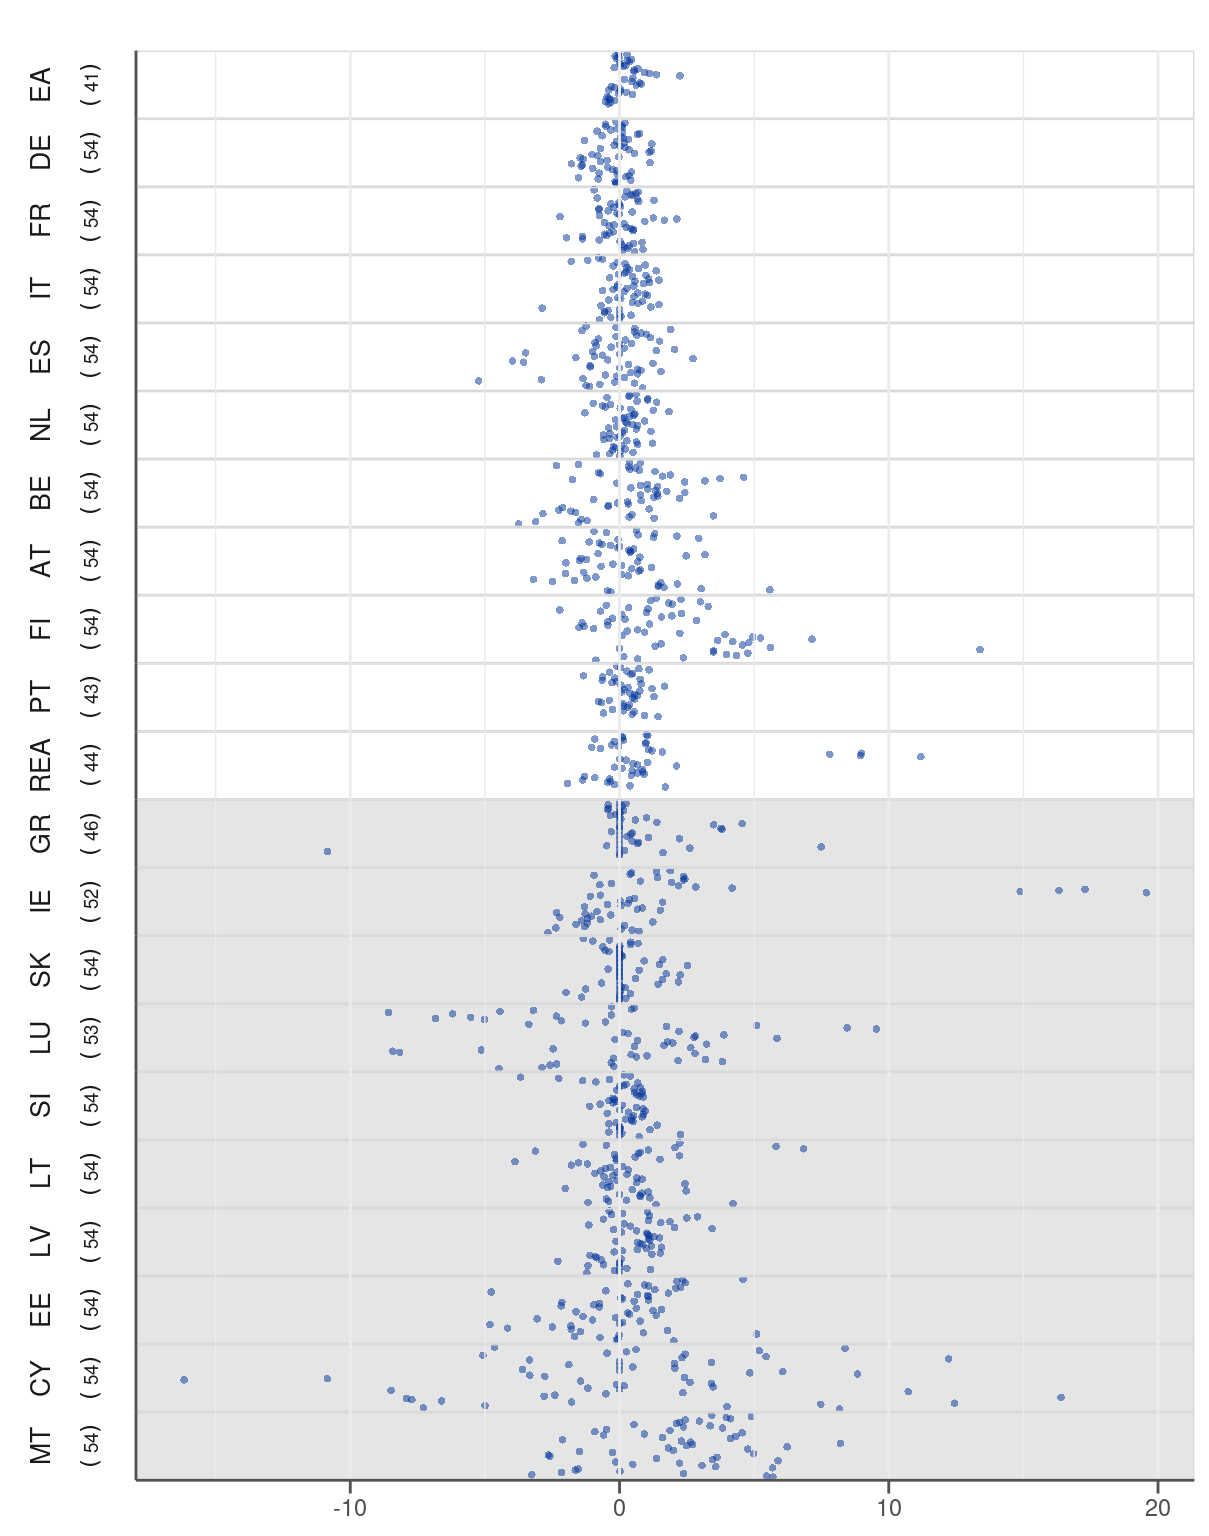 EA ( 41)
DE ( 54)
FR ( 54)
IT ( 54)
ES ( 54)
NL ( 54)
BE ( 54)
AT ( 54)
FI ( 54)
PT ( 43)
REA ( 44)
GR ( 46)
IE ( 52)
SK ( 54)
LU ( 53)
SI ( 54)
LT ( 54)
LV ( 54)
EE ( 54)
CY ( 54)
MT ( 54)
-10 0 10 20